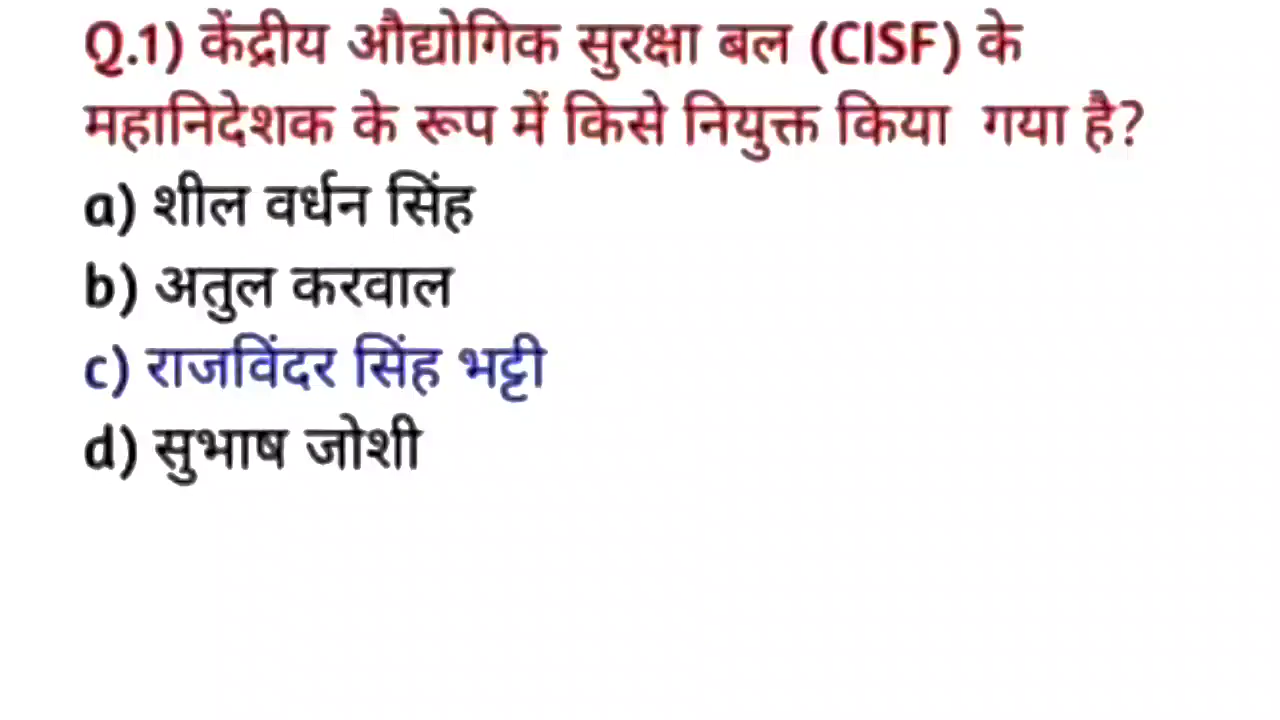 Q.1) केंद्रीय औद्योगिक सुरक्षा बल (CISF) के
महानिदेशक के रूप में किसे नियुक्त किया गया है?
a) शील वर्धन सिंह
b) अतुल करवाल
c) राजविंदर सिंह भट्टी
d) सुभाष जोशी